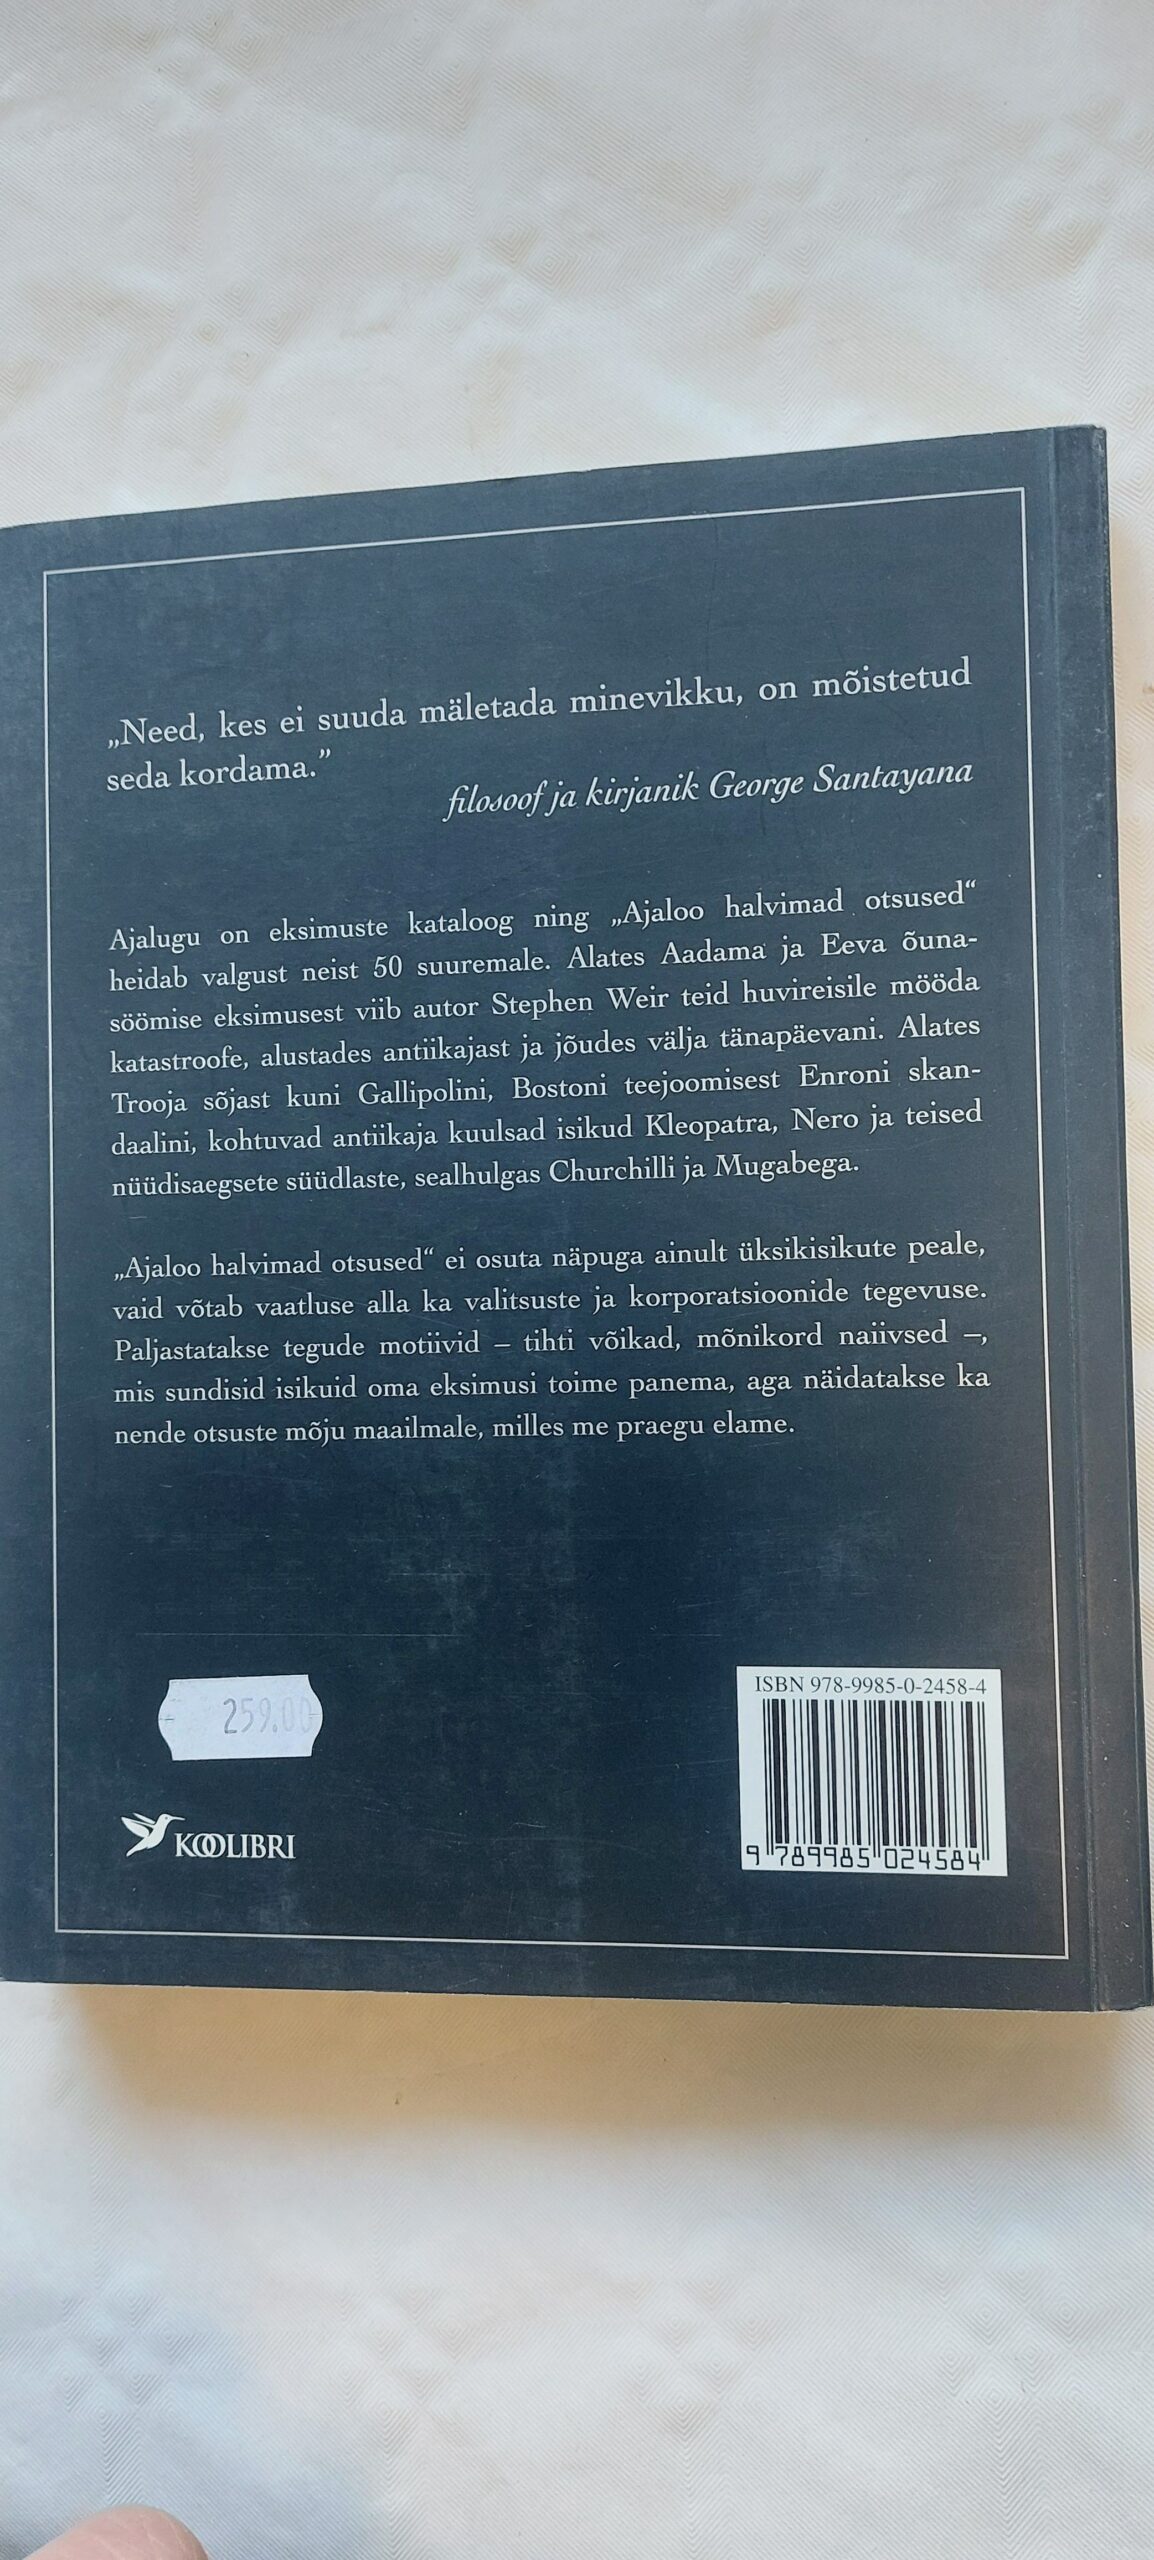 „Need, kes ei suuda mäletada minevikku, on mõistetud
seda kordama.”
filosoof ja kirjanik George Santayana
Ajalugu on eksimuste kataloog ning „Ajaloo halvimad otsused“
heidab valgust neist 50 suuremale. Alates Aadama ja Eeva õuna-
söömise eksimusest viib autor Stephen Weir teid huvireisile mööda
katastroofe, alustades antiikajast ja jõudes välja tänapäevani. Alates
Trooja sõjast kuni Gallipolini, Bostoni teejoomisest Enroni skan-
daalini, kohtuvad antiikaja kuulsad isikud Kleopatra, Nero ja teised
nüüdisaegsete süüdlaste, sealhulgas Churchilli ja Mugabega.
„Ajaloo halvimad otsused“ ei osuta näpuga ainult üksikisikute peale,
vaid võtab vaatluse alla ka valitsuste ja korporatsioonide tegevuse.
Paljastatakse tegude motiivid – tihti võikad, mõnikord naiivsed –,
mis sundisid isikuid oma eksimusi toime panema, aga näidatakse ka
nende otsuste mõju maailmale, milles me praegu elame.
259.00
KOOLIBRI
ISBN 978-9985-0-2458-4
9 789985 024584